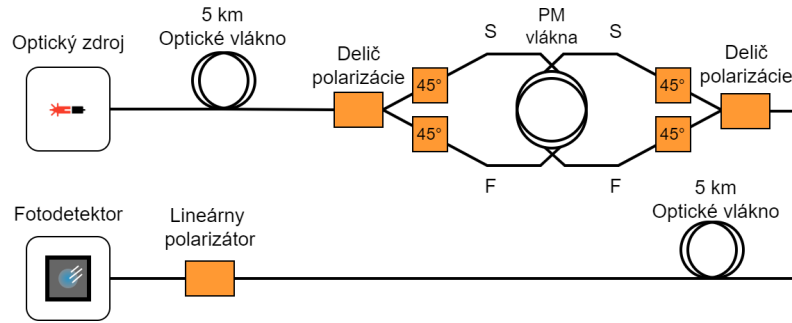 Optický zdroj
5 km
Optické vlákno
Delič
polarizácie
45°
45°
S
F
PM
vlákna
S
F
45°
45°
Delič
polarizácie
Fotodetektor
Lineárny
polarizátor
5 km
Optické vlákno